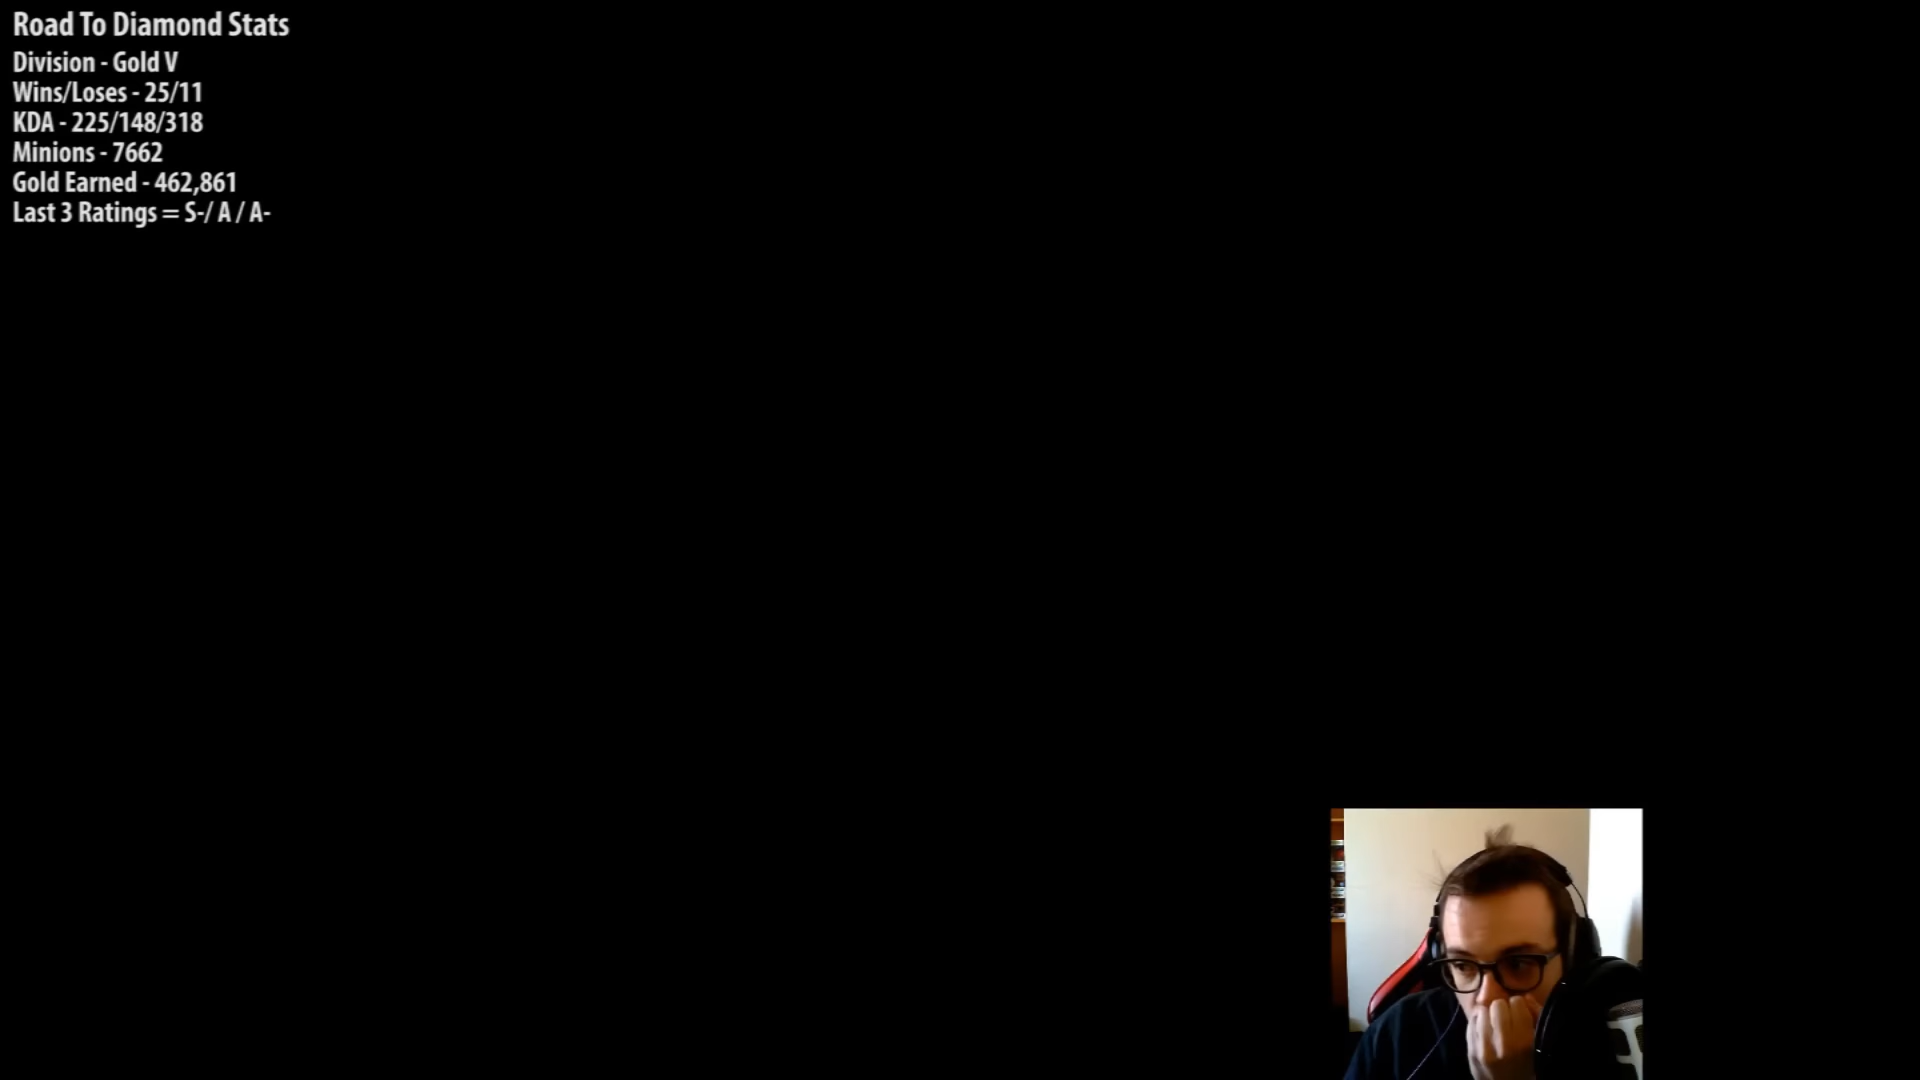 Road To Diamond Stats
Division - Gold V
Wins/Loses - 25/11
KDA - 225/148/318
Minions - 7662
Gold Earned - 462,861
Last 3 Ratings = S-/ A / A-